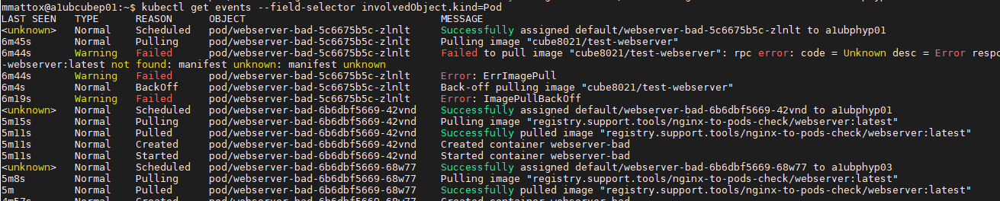 mmattox@a1ubcubep01:~$ kubectl get events --field-selector involvedObject.kind=Pod
LAST SEEN   TYPE      REASON      OBJECT                               MESSAGE
<unknown>   Normal    Scheduled   pod/webserver-bad-5c6675b5c-zlnlt    Successfully assigned default/webserver-bad-5c6675b5c-zlnlt to a1ubphyp01
6m45s       Normal    Pulling     pod/webserver-bad-5c6675b5c-zlnlt    Pulling image "cube8021/test-webserver"
6m44s       Warning   Failed      pod/webserver-bad-5c6675b5c-zlnlt    Failed to pull image "cube8021/test-webserver": rpc error: code = Unknown desc = Error respo
-webserver:latest not found: manifest unknown: manifest unknown
6m44s       Warning   Failed      pod/webserver-bad-5c6675b5c-zlnlt    Error: ErrImagePull
6m4s        Normal    BackOff     pod/webserver-bad-5c6675b5c-zlnlt    Back-off pulling image "cube8021/test-webserver"
6m19s       Warning   Failed      pod/webserver-bad-5c6675b5c-zlnlt    Error: ImagePullBackOff
<unknown>   Normal    Scheduled   pod/webserver-bad-6b6dbf5669-42vnd   Successfully assigned default/webserver-bad-6b6dbf5669-42vnd to a1ubphyp01
5m15s       Normal    Pulling     pod/webserver-bad-6b6dbf5669-42vnd   Pulling image "registry.support.tools/nginx-to-pods-check/webserver:latest"
5m11s       Normal    Pulled      pod/webserver-bad-6b6dbf5669-42vnd   Successfully pulled image "registry.support.tools/nginx-to-pods-check/webserver:latest"
5m11s       Normal    Created     pod/webserver-bad-6b6dbf5669-42vnd   Created container webserver-bad
5m11s       Normal    Started     pod/webserver-bad-6b6dbf5669-42vnd   Started container webserver-bad
<unknown>   Normal    Scheduled   pod/webserver-bad-6b6dbf5669-68w77   Successfully assigned default/webserver-bad-6b6dbf5669-68w77 to a1ubphyp03
5m8s        Normal    Pulling     pod/webserver-bad-6b6dbf5669-68w77   Pulling image "registry.support.tools/nginx-to-pods-check/webserver:latest"
5m          Normal    Pulled      pod/webserver-bad-6b6dbf5669-68w77   Successfully pulled image "registry.support.tools/nginx-to-pods-check/webserver:latest"
4m57s       Normal    Created     pod/webserver-bad-6b6dbf5669-68w77   Created container webserver-bad